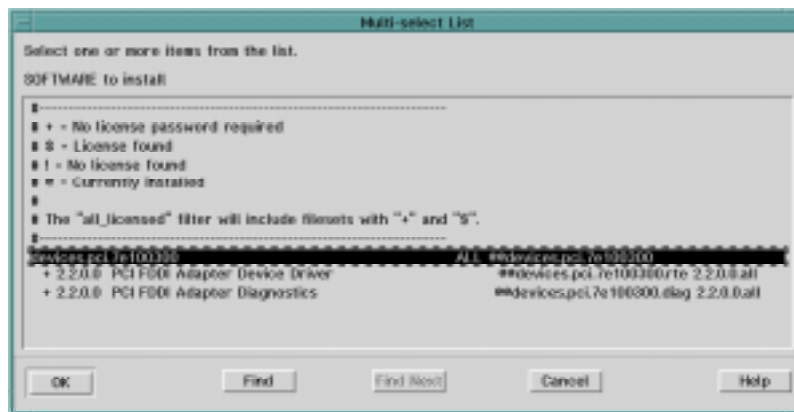 Multi-select List
Select one or more items from the list.
SOFTWARE to install
#-----------------------------------------------------------------
# + - No license password required
# $ - License found
# ! - No license found
# = - Currently Installed
#
# The "all_licensed" filter will include filesets with "+" and "$".
#-----------------------------------------------------------------
devices.pci.7e100300 ALL @@devices.pci.7e100300
+ 2.2.0.0 PCI FDDI Adapter Device Driver @@devices.pci.7e100300.rte 2.2.0.0.all
+ 2.2.0.0 PCI FDDI Adapter Diagnostics @@devices.pci.7e100300.diag 2.2.0.0.all
OK Find Find Next Cancel Help